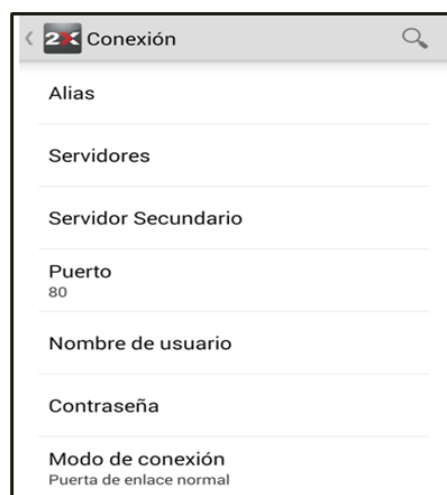 2X Conexión
Alias
Servidores
Servidor Secundario
Puerto
80
Nombre de usuario
Contraseña
Modo de conexión
Puerta de enlace normal